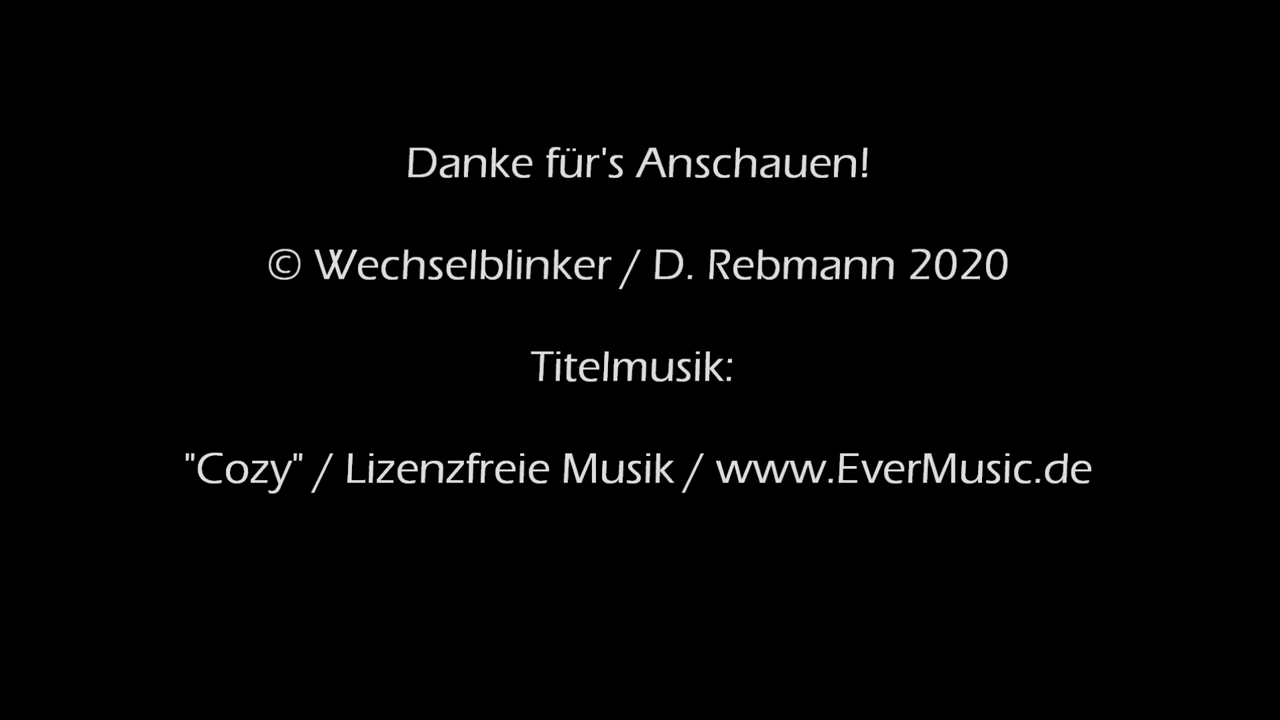 Danke für's Anschauen!
© Wechselblinker / D. Rebmann 2020
Titelmusik:
"Cozy" / Lizenzfreie Musik / www.EverMusic.de